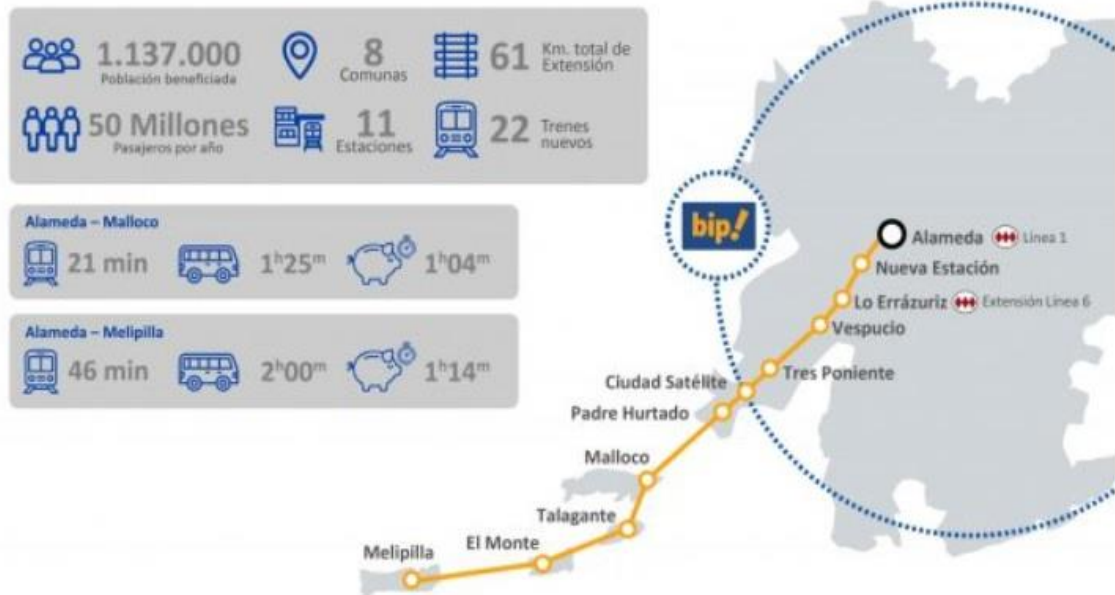 1.137.000
Población beneficiada
8
Comunas
61 Km. total de
Extensión
50 Millones
Pasajeros por año
11
Estaciones
22 Trenes
nuevos
Alameda – Malloco
21 min 1h25m 1h04m
Alameda – Melipilla
46 min 2h00m 1h14m
bip!
Alameda Línea 1
Nueva Estación
Lo Errázuriz Extensión Línea 6
Vespucio
Tres Poniente
Ciudad Satélite
Padre Hurtado
Malloco
Talagante
El Monte
Melipilla